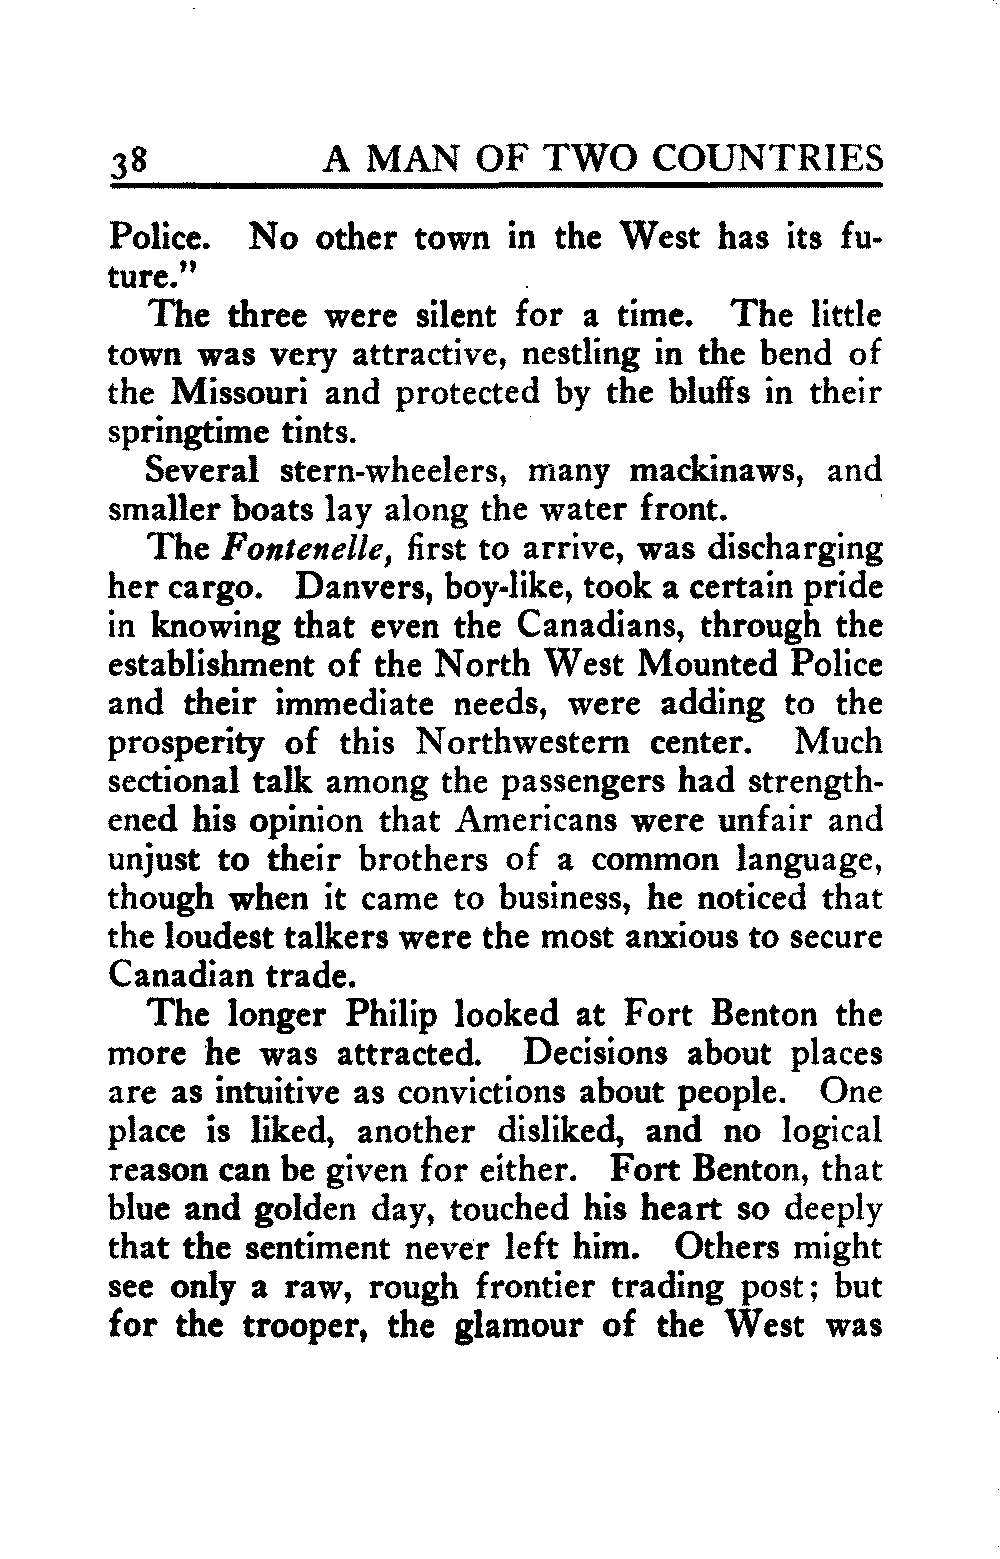 38 A MAN OF TWO COUNTRIES
Police. No other town in the West has its fu-
ture."
The three were silent for a time. The little
town was very attractive, nestling in the bend of
the Missouri and protected by the bluffs in their
springtime tints.
Several stern-wheelers, many mackinaws, and
smaller boats lay along the water front.
The Fontenelle, first to arrive, was discharging
her cargo. Danvers, boy-like, took a certain pride
in knowing that even the Canadians, through the
establishment of the North West Mounted Police
and their immediate needs, were adding to the
prosperity of this Northwestern center. Much
sectional talk among the passengers had strength-
ened his opinion that Americans were unfair and
unjust to their brothers of a common language,
though when it came to business, he noticed that
the loudest talkers were the most anxious to secure
Canadian trade.
The longer Philip looked at Fort Benton the
more he was attracted. Decisions about places
are as intuitive as convictions about people. One
place is liked, another disliked, and no logical
reason can be given for either. Fort Benton, that
blue and golden day, touched his heart so deeply
that the sentiment never left him. Others might
see only a raw, rough frontier trading post; but
for the trooper, the glamour of the West was